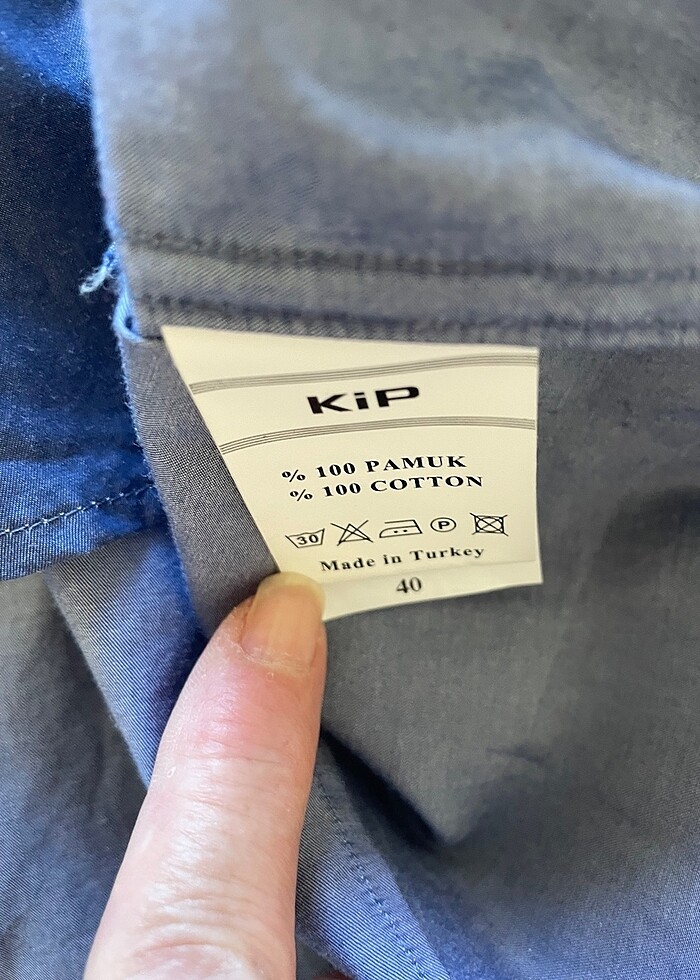 KiP
% 100 PAMUK
% 100 COTTON
30 P
Made in Turkey
40